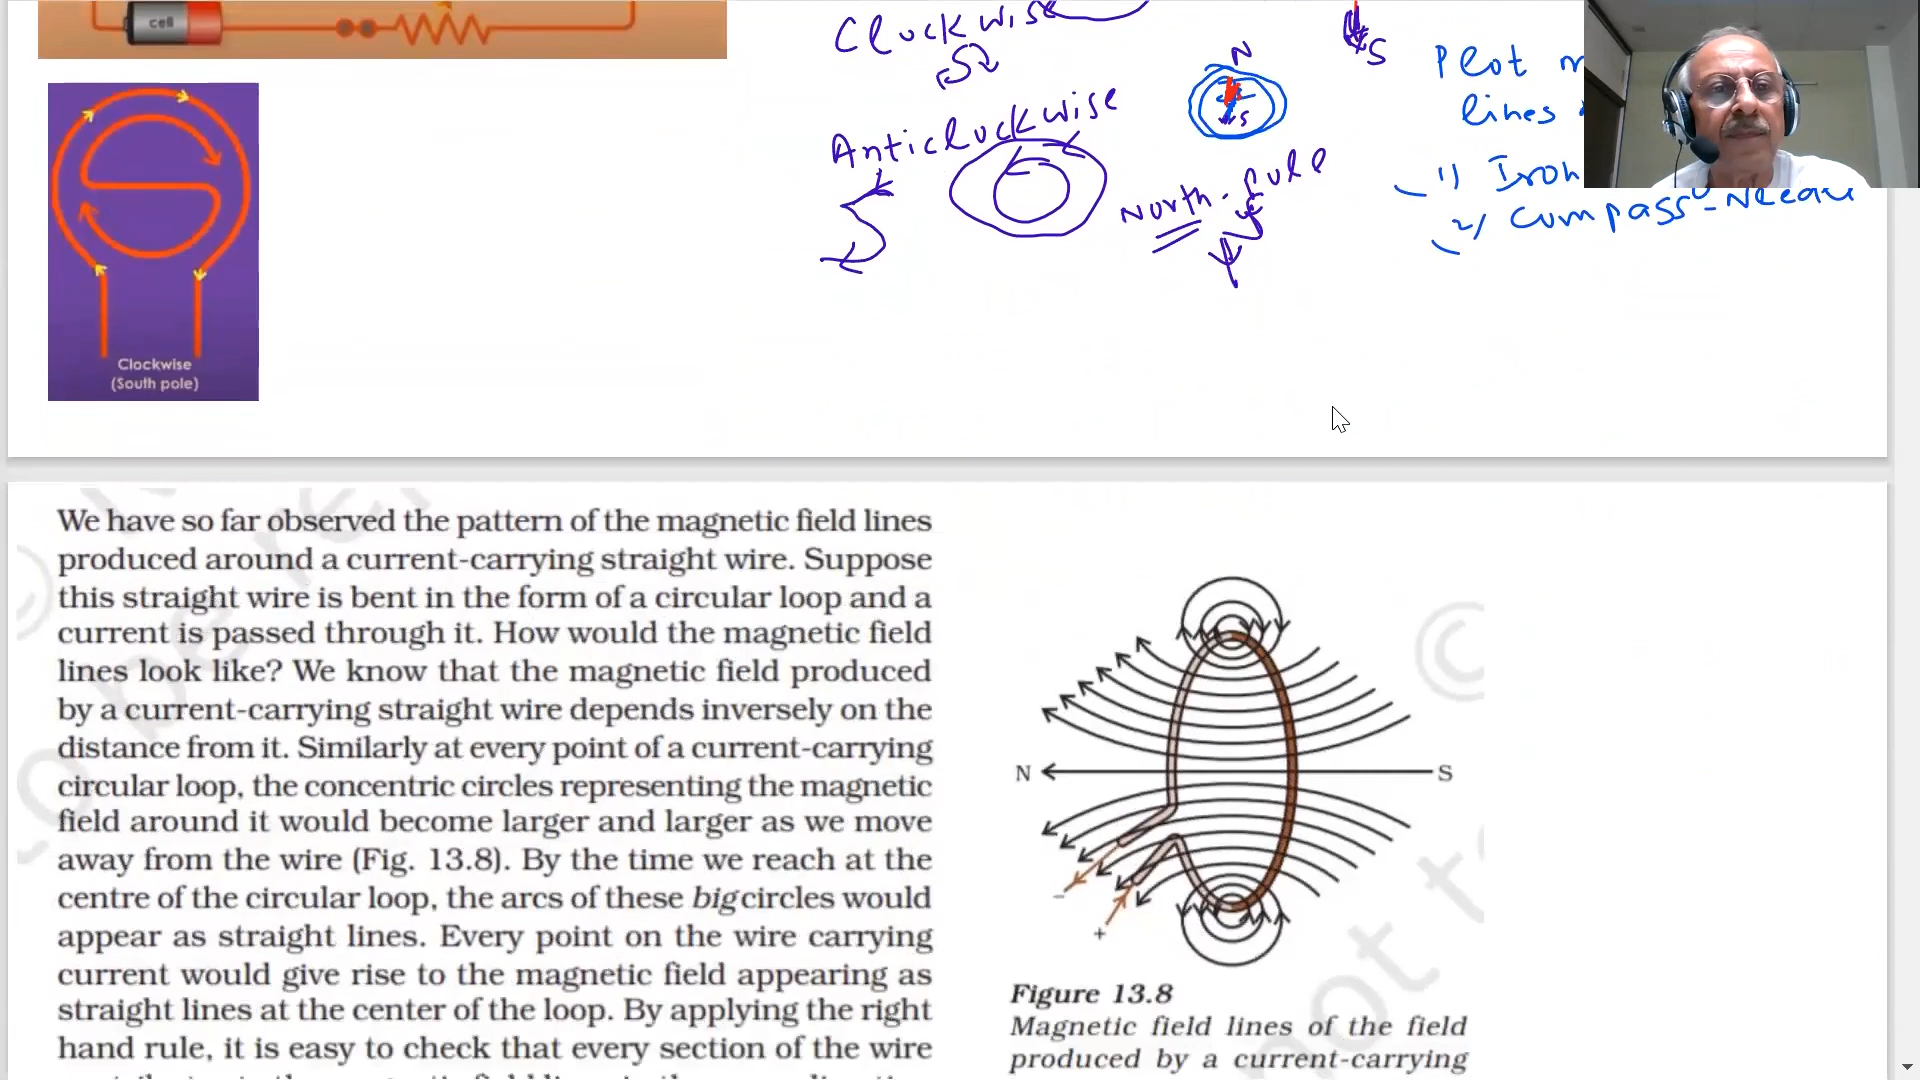 cell
Clockwise
N
S
Plot m
lines
S
Anticlockwise
North - Pole
1) Iron
2) Compass - Needle
Clockwise
(South pole)
We have so far observed the pattern of the magnetic field lines
produced around a current-carrying straight wire. Suppose
this straight wire is bent in the form of a circular loop and a
current is passed through it. How would the magnetic field
lines look like? We know that the magnetic field produced
by a current-carrying straight wire depends inversely on the
distance from it. Similarly at every point of a current-carrying
circular loop, the concentric circles representing the magnetic
field around it would become larger and larger as we move
away from the wire (Fig. 13.8). By the time we reach at the
centre of the circular loop, the arcs of these big circles would
appear as straight lines. Every point on the wire carrying
current would give rise to the magnetic field appearing as
straight lines at the center of the loop. By applying the right
hand rule, it is easy to check that every section of the wire
©
N
S
−
+
Figure 13.8
Magnetic field lines of the field
produced by a current-carrying